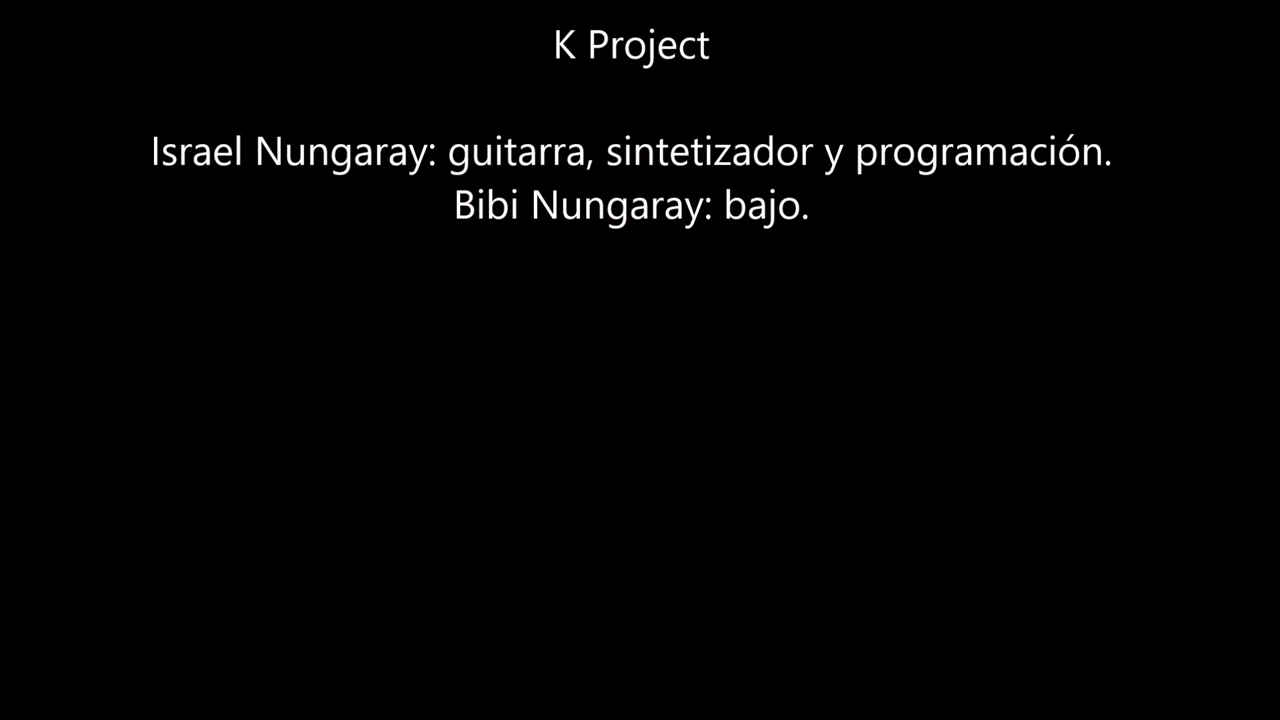 K Project
Israel Nungaray: guitarra, sintetizador y programación.
Bibi Nungaray: bajo.